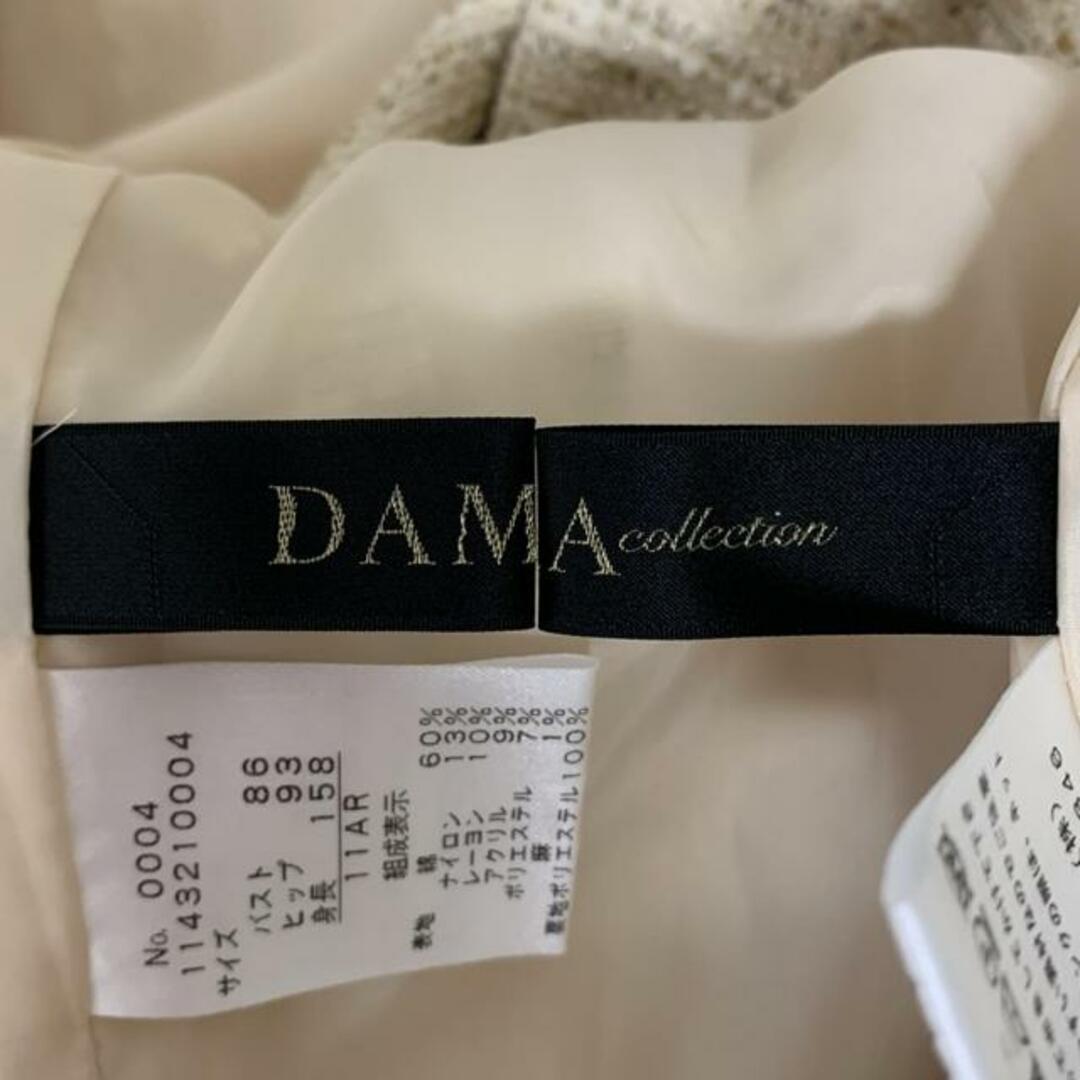 DAMA collection
No. 0004
1143210004
サイズ
バスト 86
ヒップ 93
身長 158
11AR
組成表示
表地 綿 60%
ナイロン 13%
レーヨン 10%
アクリル 9%
ポリエステル 7%
麻 1%
裏地ポリエステル100%